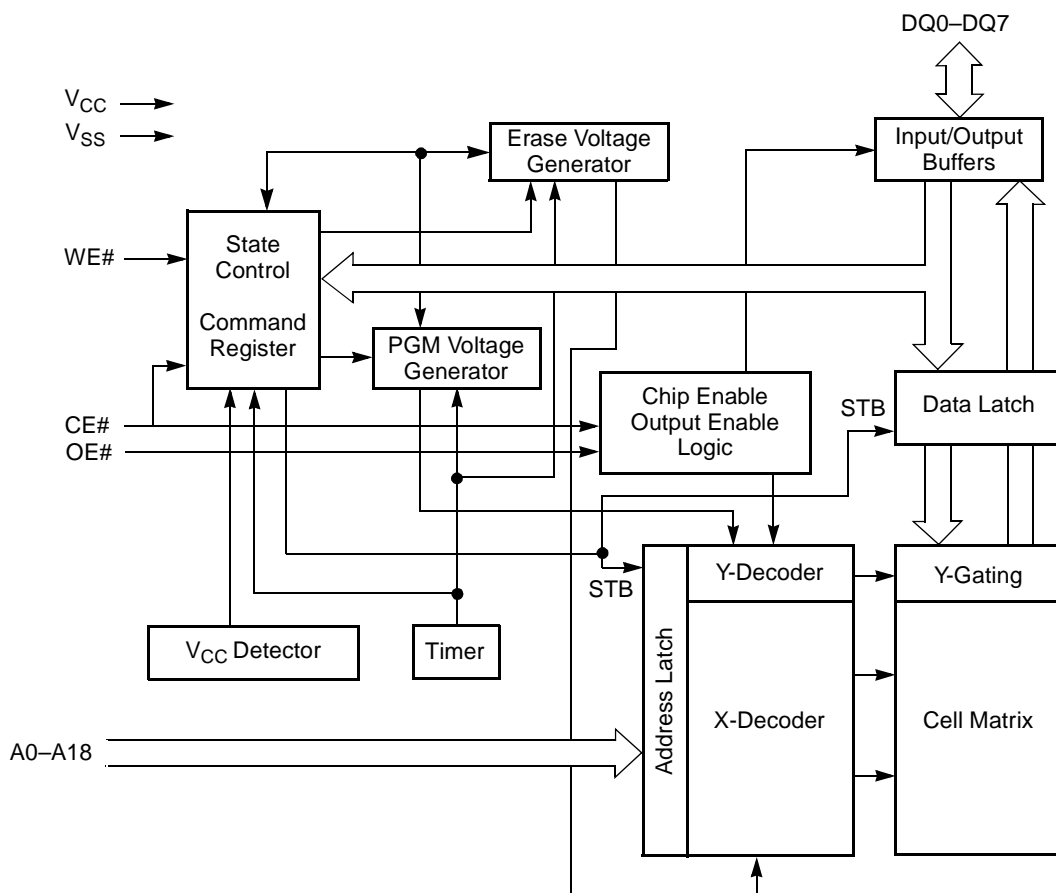 DQ0–DQ7
VCC
VSS
Erase Voltage
Generator
Input/Output
Buffers
WE#
State
Control
Command
Register
PGM Voltage
Generator
CE#
OE#
Chip Enable
Output Enable
Logic
STB
Data Latch
STB
Y-Decoder
Y-Gating
VCC Detector
Timer
Address Latch
X-Decoder
Cell Matrix
A0–A18